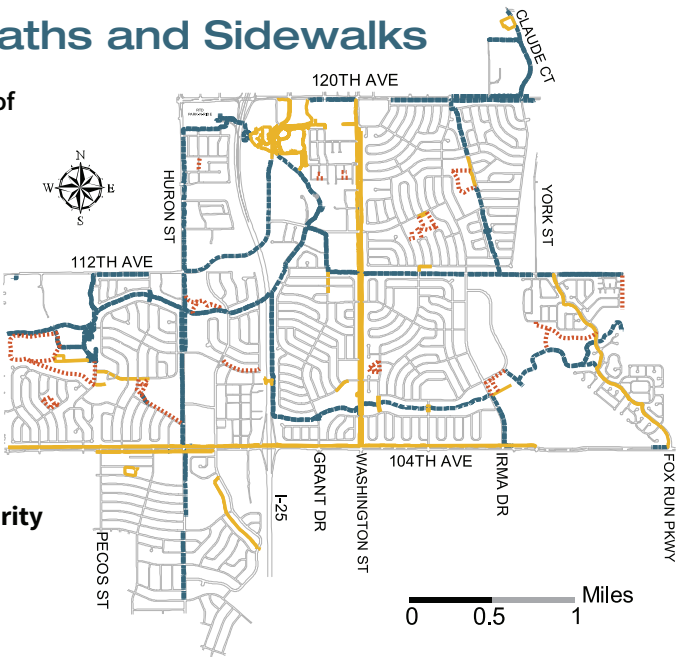 aths and Sidewalks
of
CLAUDE CT
120TH AVE
N
W E
S
HURON ST
YORK ST
112TH AVE
104TH AVE
rity
PECOS ST
I-25
GRANT DR
WASHINGTON ST
IRMA DR
FOX RUN PKWY
Miles
0 0.5 1